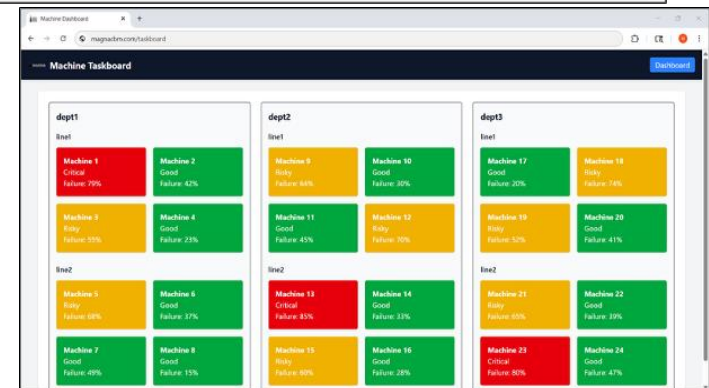 Machine Dashboard
magnadbm.com/taskboard
Machine Taskboard
Dashboard
dept1
line1
Machine 1
Critical
Failure: 79%
Machine 2
Good
Failure: 42%
Machine 3
Risky
Failure: 55%
Machine 4
Good
Failure: 23%
line2
Machine 5
Risky
Failure: 68%
Machine 6
Good
Failure: 37%
Machine 7
Good
Failure: 49%
Machine 8
Good
Failure: 15%
dept2
line1
Machine 9
Risky
Failure: 64%
Machine 10
Good
Failure: 30%
Machine 11
Good
Failure: 45%
Machine 12
Risky
Failure: 70%
line2
Machine 13
Critical
Failure: 85%
Machine 14
Good
Failure: 33%
Machine 15
Risky
Failure: 60%
Machine 16
Good
Failure: 28%
dept3
line1
Machine 17
Good
Failure: 20%
Machine 18
Risky
Failure: 74%
Machine 19
Risky
Failure: 52%
Machine 20
Good
Failure: 41%
line2
Machine 21
Risky
Failure: 65%
Machine 22
Good
Failure: 39%
Machine 23
Critical
Failure: 80%
Machine 24
Good
Failure: 47%